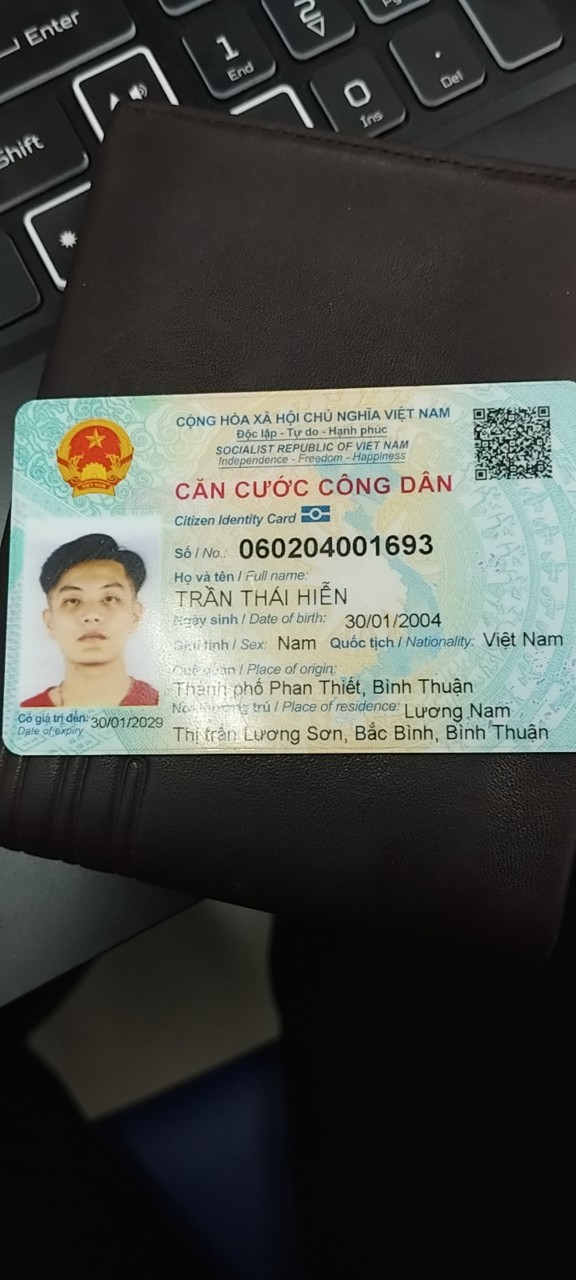 Enter
1
End
2
.
Del
0
Ins
Shift
CỘNG HÒA XÃ HỘI CHỦ NGHĨA VIỆT NAM
Độc lập - Tự do - Hạnh phúc
SOCIALIST REPUBLIC OF VIET NAM
Independence - Freedom - Happiness
CĂN CƯỚC CÔNG DÂN
Citizen Identity Card
Số / No.: 060204001693
Họ và tên / Full name:
TRẦN THÁI HIỄN
Ngày sinh / Date of birth: 30/01/2004
Giới tính / Sex: Nam Quốc tịch / Nationality: Việt Nam
Quê quán / Place of origin:
Thành phố Phan Thiết, Bình Thuận
Nơi thường trú / Place of residence: Lương Nam
Thị trấn Lương Sơn, Bắc Bình, Bình Thuận
Có giá trị đến: 30/01/2029
Date of expiry